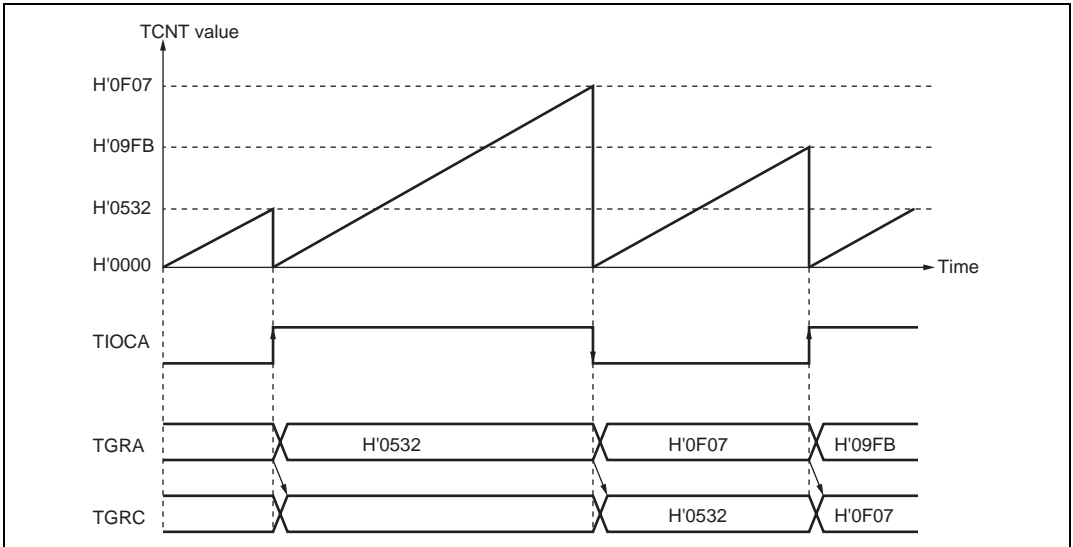 TCNT value
H'0F07
H'09FB
H'0532
H'0000
Time
TIOCA
TGRA
H'0532
H'0F07
H'09FB
TGRC
H'0532
H'0F07